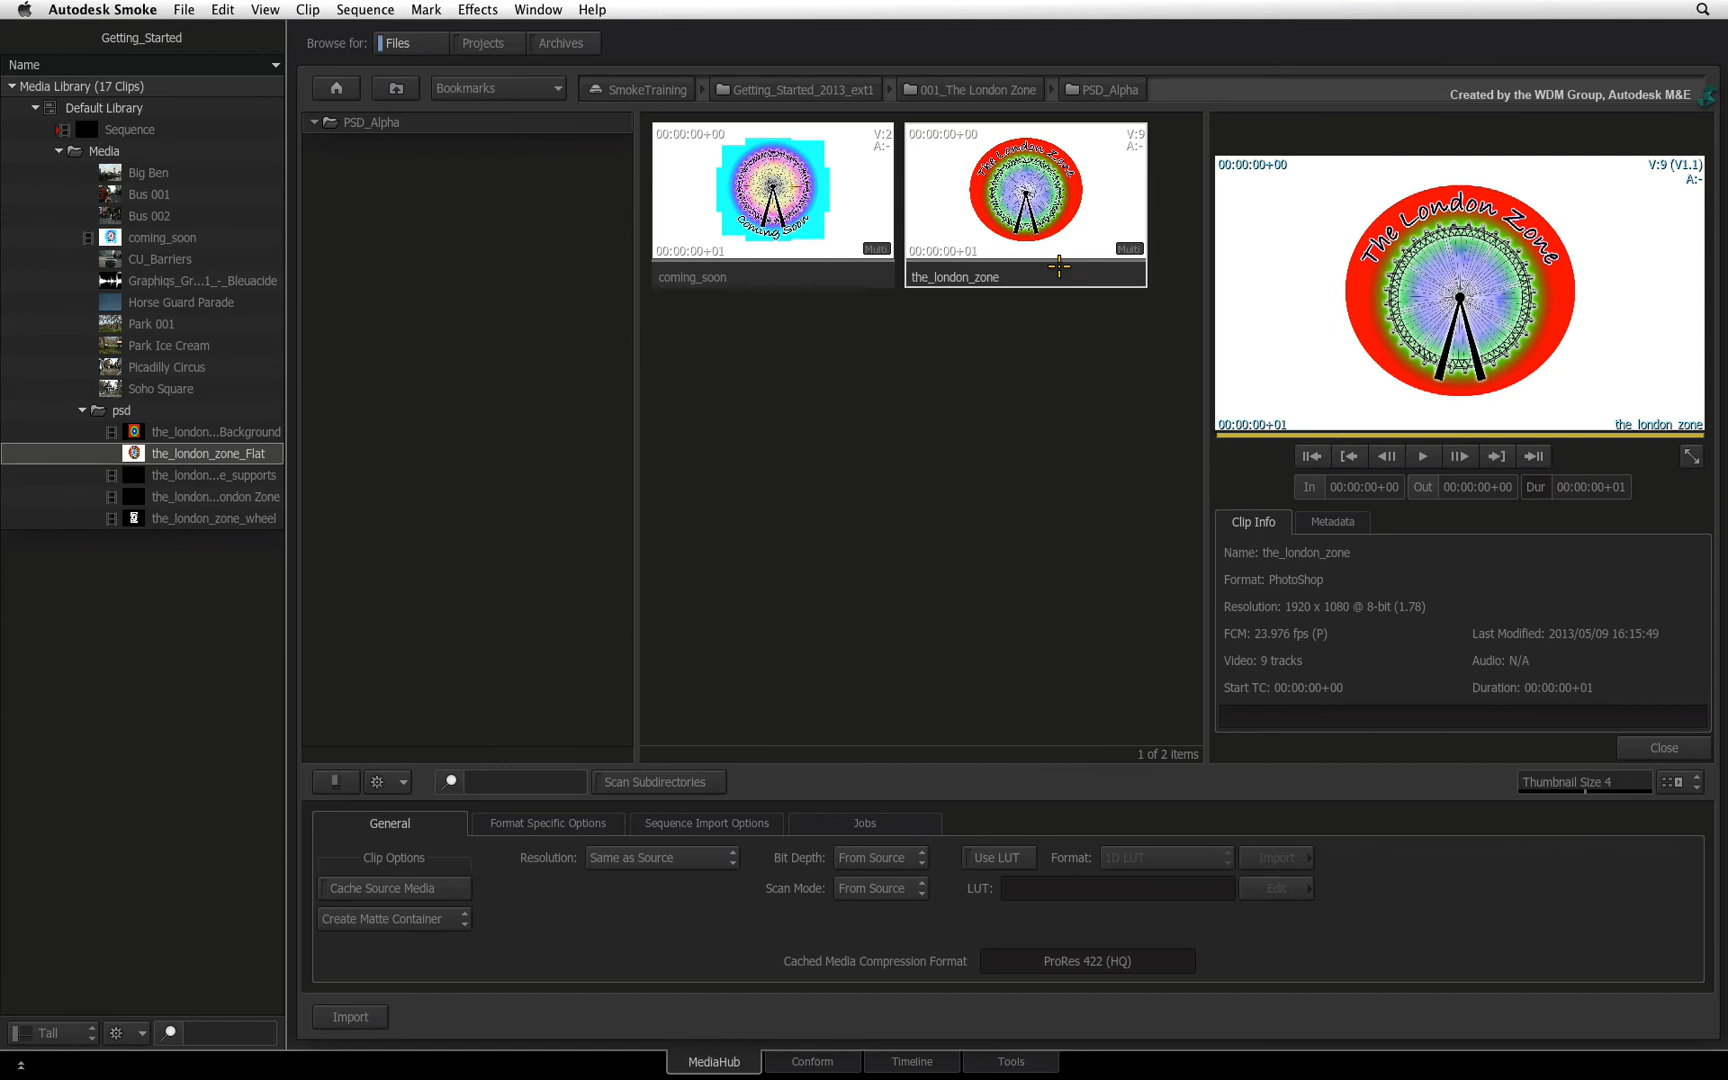 Autodesk Smoke File Edit View Clip Sequence Mark Effects Window Help
Getting_Started
Name
Media Library (17 Clips)
Default Library
Sequence
Media
Big Ben
Bus 001
Bus 002
coming_soon
CU_Barriers
Graphiqs_Gr...1_-_Bleuacide
Horse Guard Parade
Park 001
Park Ice Cream
Picadilly Circus
Soho Square
psd
the_london...Background
the_london_zone_Flat
the_london...e_supports
the_london...ondon Zone
the_london_zone_wheel
Tall
Browse for: Files Projects Archives
Bookmarks SmokeTraining Getting_Started_2013_ext1 001_The London Zone PSD_Alpha
Created by the WDM Group, Autodesk M&E
PSD_Alpha
00:00:00+00 V:2
A:-
Coming Soon
00:00:00+01 Multi
coming_soon
00:00:00+00 V:9
A:-
The London Zone
00:00:00+01 Multi
the_london_zone
1 of 2 items
00:00:00+00 V:9 (V1.1)
A:-
The London Zone
00:00:00+01 the_london_zone
In 00:00:00+00 Out 00:00:00+00 Dur 00:00:00+01
Clip Info Metadata
Name: the_london_zone
Format: PhotoShop
Resolution: 1920 x 1080 @ 8-bit (1.78)
FCM: 23.976 fps (P) Last Modified: 2013/05/09 16:15:49
Video: 9 tracks Audio: N/A
Start TC: 00:00:00+00 Duration: 00:00:00+01
Close
Scan Subdirectories Thumbnail Size 4
General Format Specific Options Sequence Import Options Jobs
Clip Options Resolution: Same as Source Bit Depth: From Source Use LUT Format: 1D LUT Import
Cache Source Media Scan Mode: From Source LUT: Edit
Create Matte Container
Cached Media Compression Format ProRes 422 (HQ)
Import
MediaHub Conform Timeline Tools